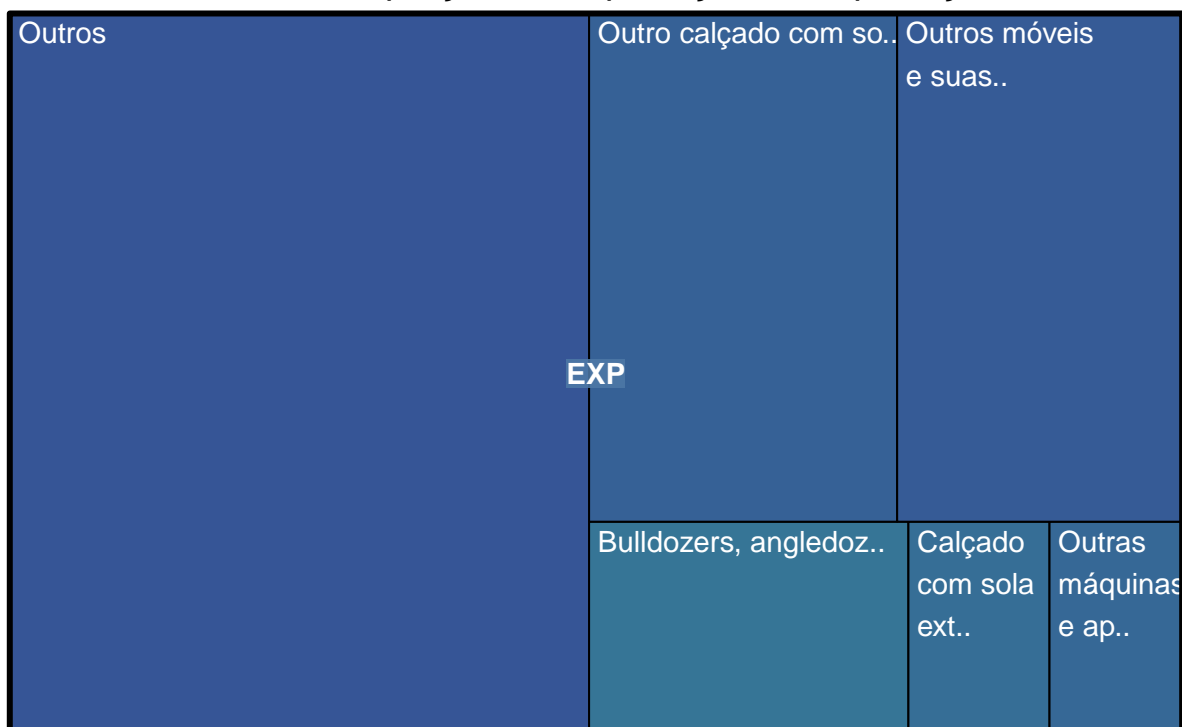 Outros
Outro calçado com so..
Outros móveis
e suas..
EXP
Bulldozers, angledoz..
Calçado
com sola
ext..
Outras
máquinas
e ap..